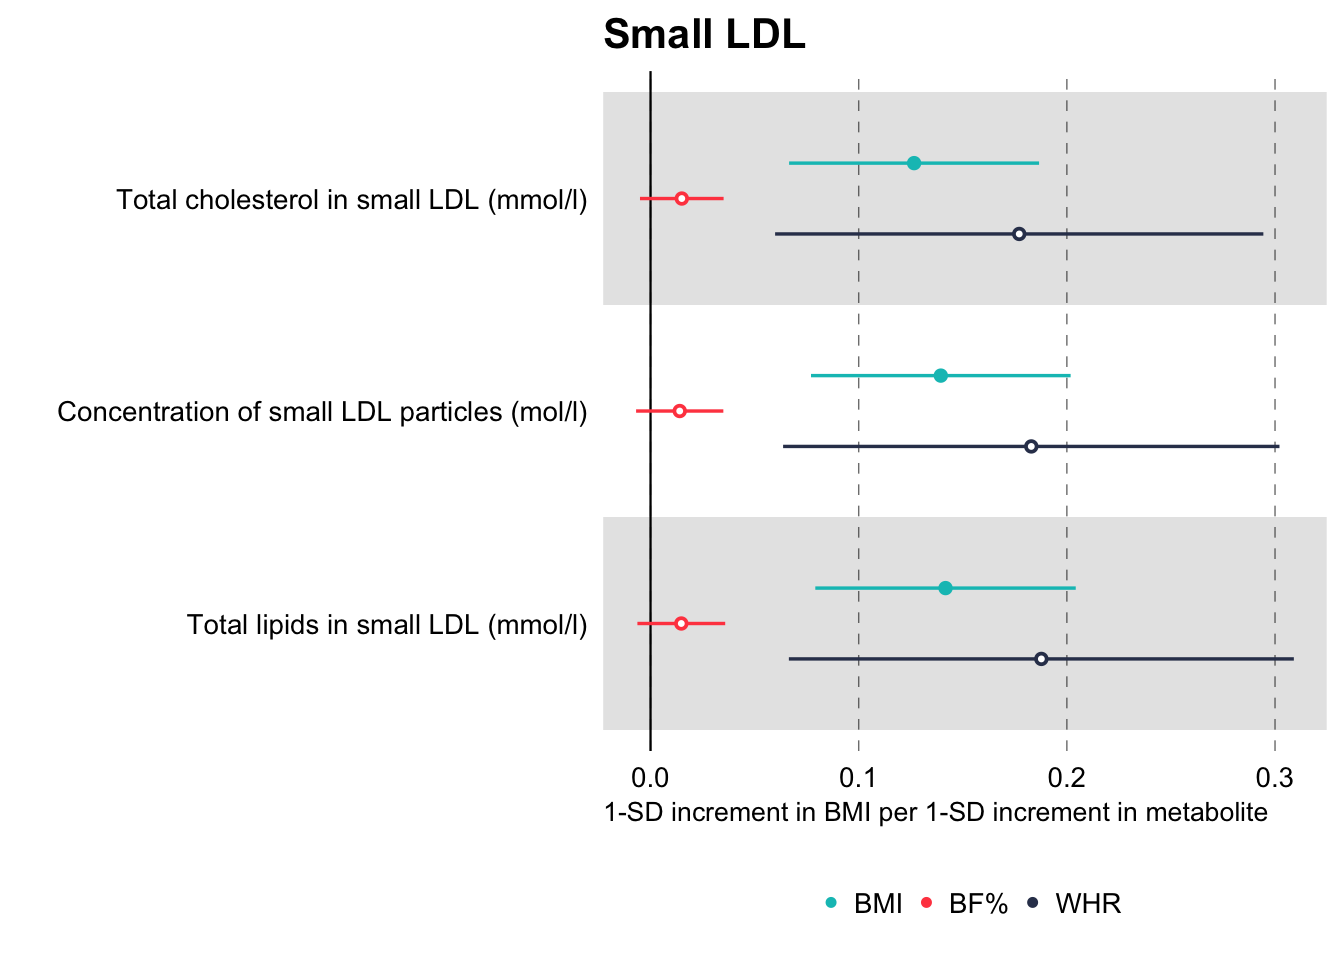 Small LDL
Total cholesterol in small LDL (mmol/l)
Concentration of small LDL particles (mol/l)
Total lipids in small LDL (mmol/l)
0.0 0.1 0.2 0.3
1-SD increment in BMI per 1-SD increment in metabolite
BMI BF% WHR